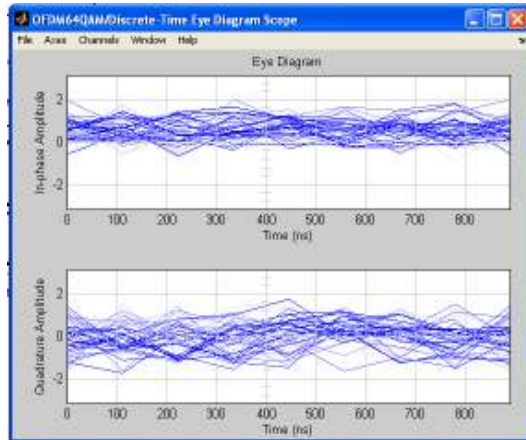 OFDM64QAM/Discrete-Time Eye Diagram Scope
File Axes Channels Window Help
Eye Diagram
In-phase Amplitude
2
0
-2
0 100 200 300 400 500 600 700 800
Time (ns)
Quadrature Amplitude
2
0
-2
0 100 200 300 400 500 600 700 800
Time (ns)